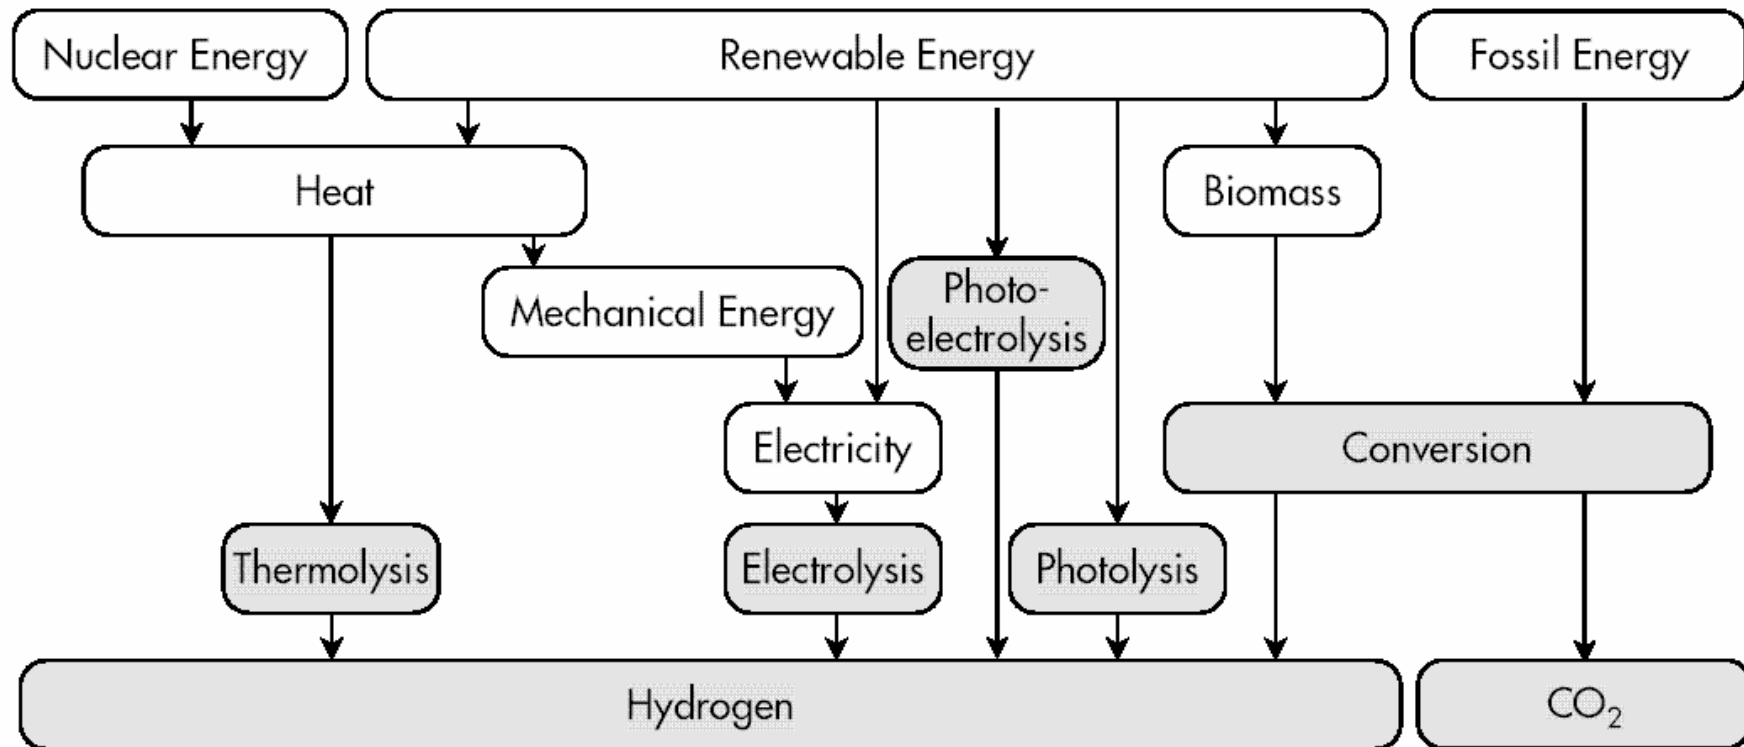 Nuclear Energy
Renewable Energy
Fossil Energy
Heat
Biomass
Mechanical Energy
Photo-
electrolysis
Electricity
Conversion
Thermolysis
Electrolysis
Photolysis
Hydrogen
CO₂